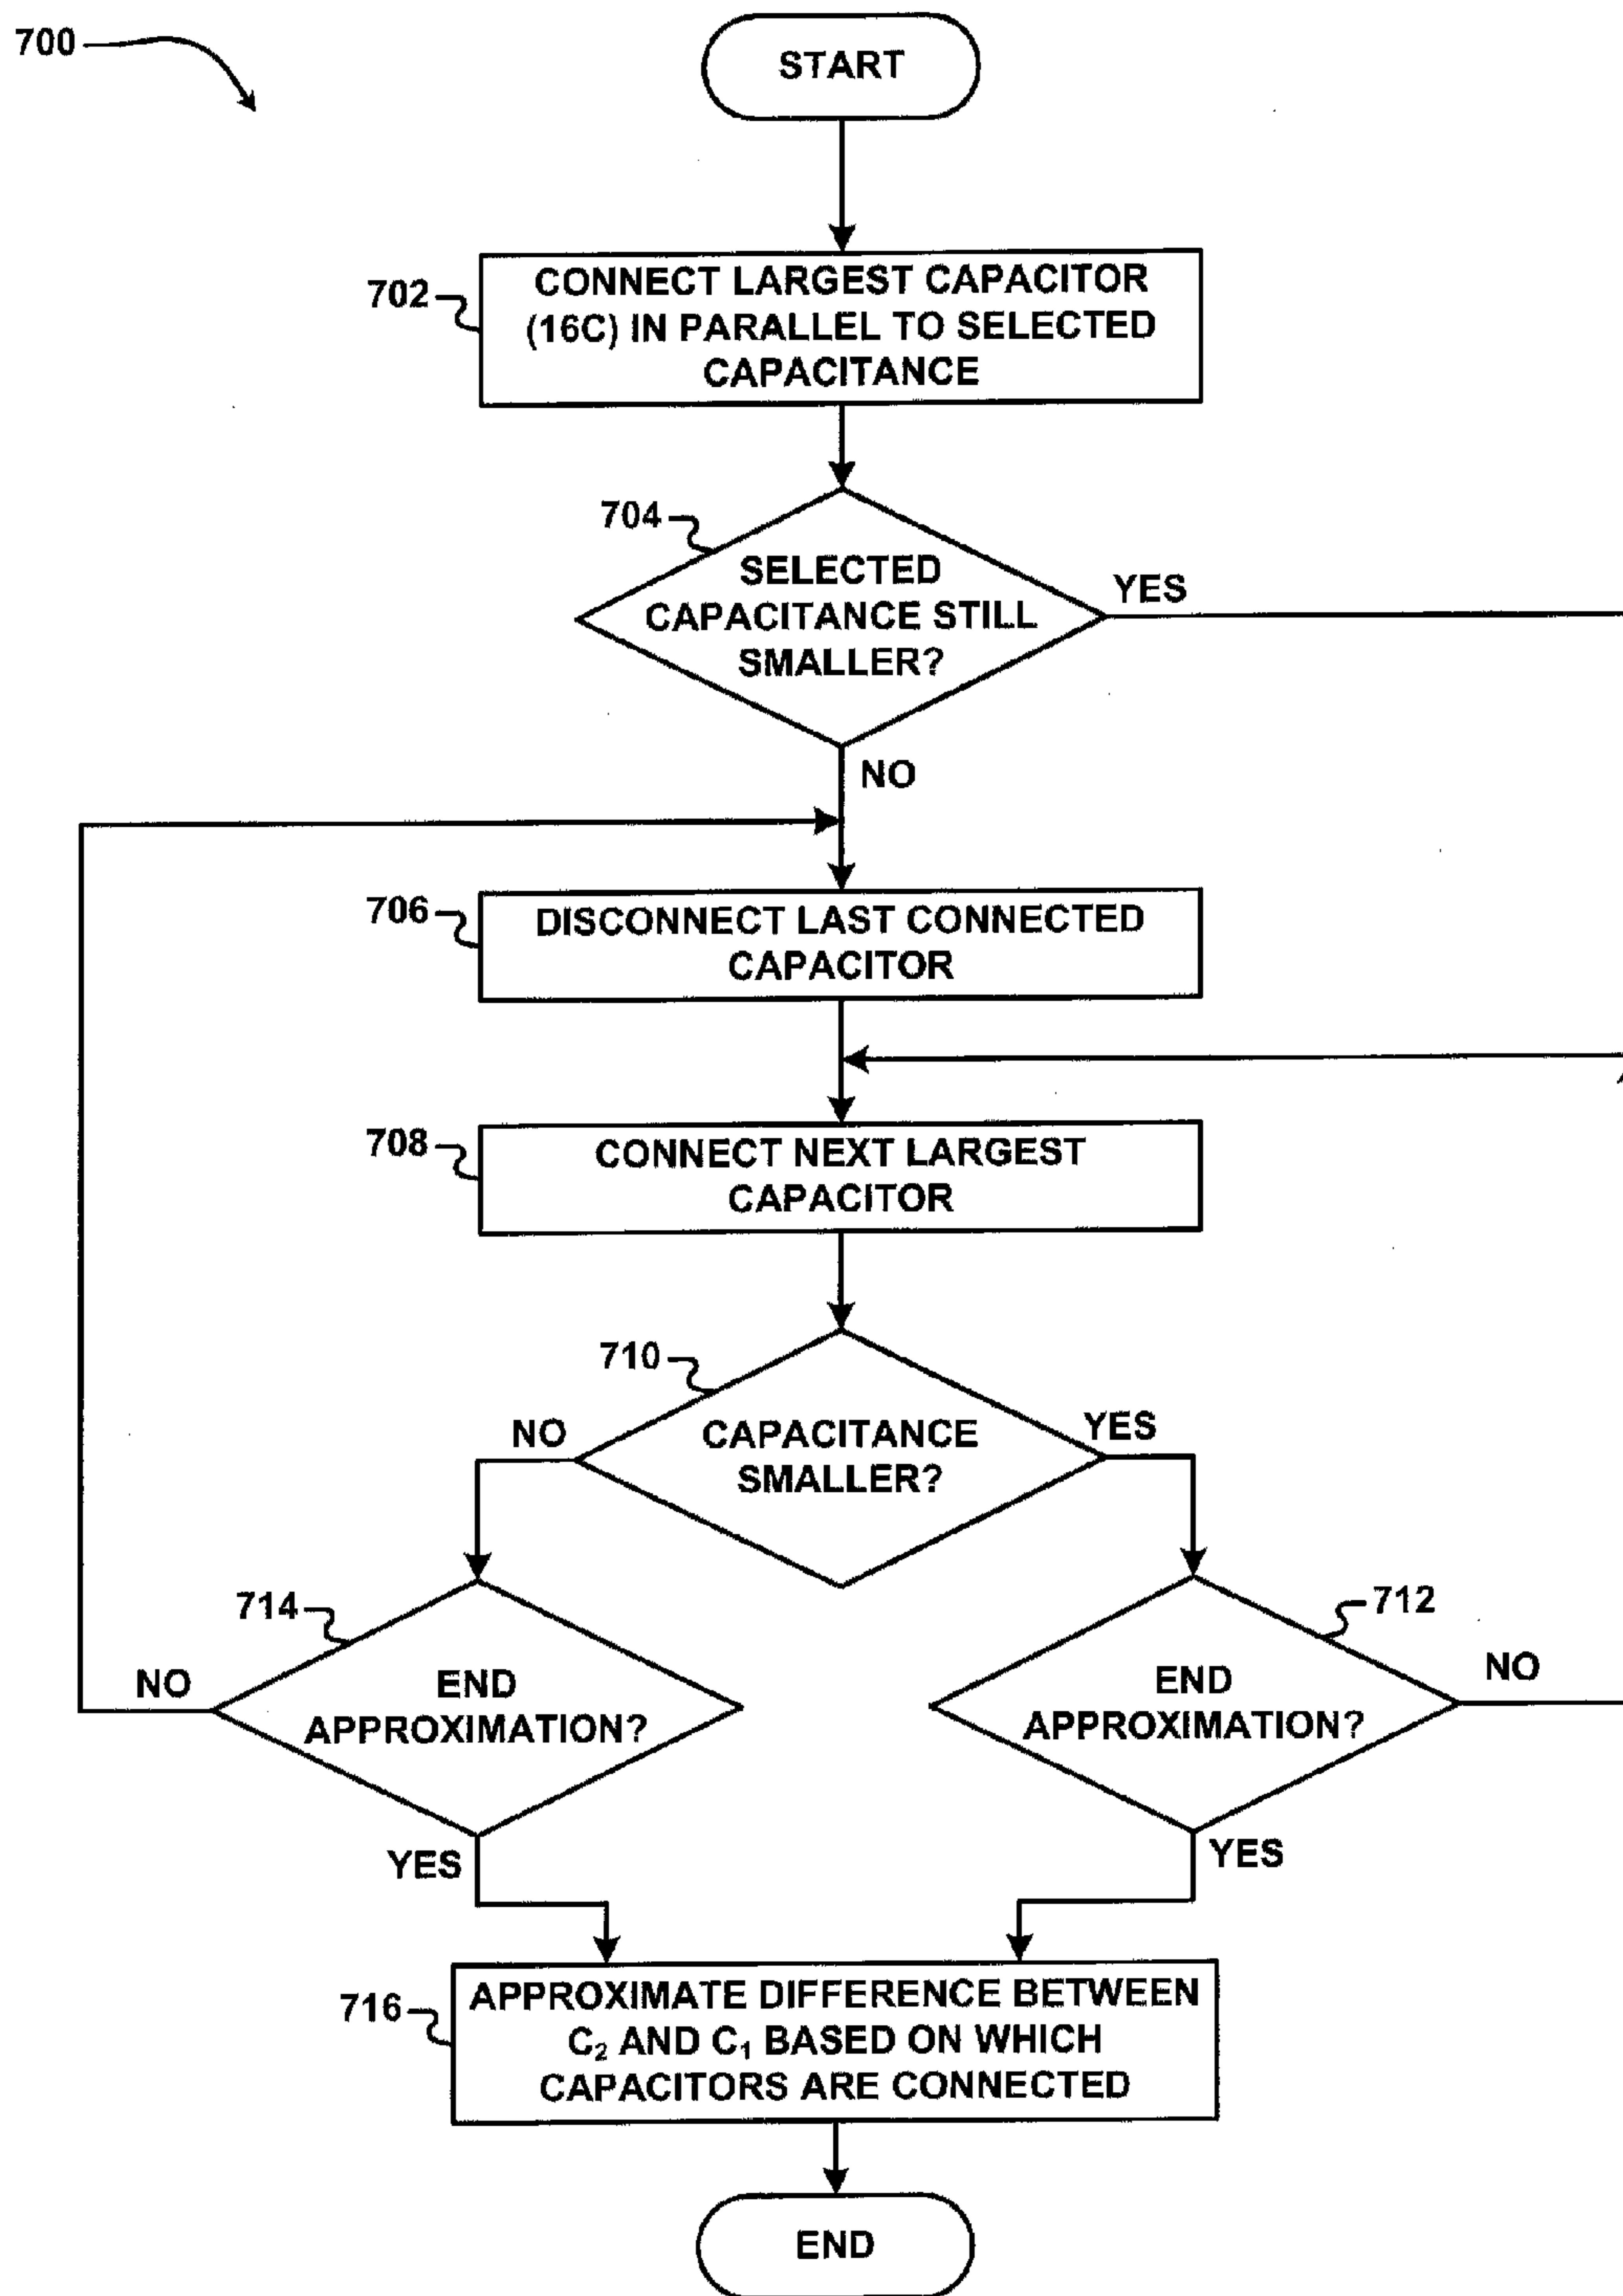 700
START
702
CONNECT LARGEST CAPACITOR
(16C) IN PARALLEL TO SELECTED
CAPACITANCE
704
SELECTED
CAPACITANCE STILL
SMALLER?
YES
NO
706
DISCONNECT LAST CONNECTED
CAPACITOR
708
CONNECT NEXT LARGEST
CAPACITOR
710
CAPACITANCE
SMALLER?
NO
YES
714
END
APPROXIMATION?
NO
YES
712
END
APPROXIMATION?
NO
YES
716
APPROXIMATE DIFFERENCE BETWEEN
C₂ AND C₁ BASED ON WHICH
CAPACITORS ARE CONNECTED
END